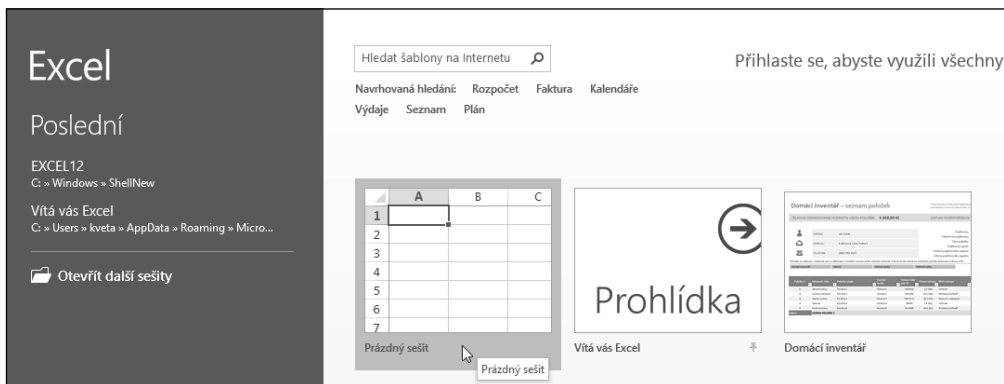 Excel
Poslední
EXCEL12
C: » Windows » ShellNew
Vítá vás Excel
C: » Users » kveta » AppData » Roaming » Micro...
Otevřít další sešity
Hledat šablony na Internetu
Přihlaste se, abyste využili všechny
Navrhovaná hledání: Rozpočet Faktura Kalendáře
Výdaje Seznam Plán
A B C
1
2
3
4
5
6
7
Prázdný sešit
Prázdný sešit
Prohlídka
Vítá vás Excel
Domácí inventář – seznam položek
Domácí inventář